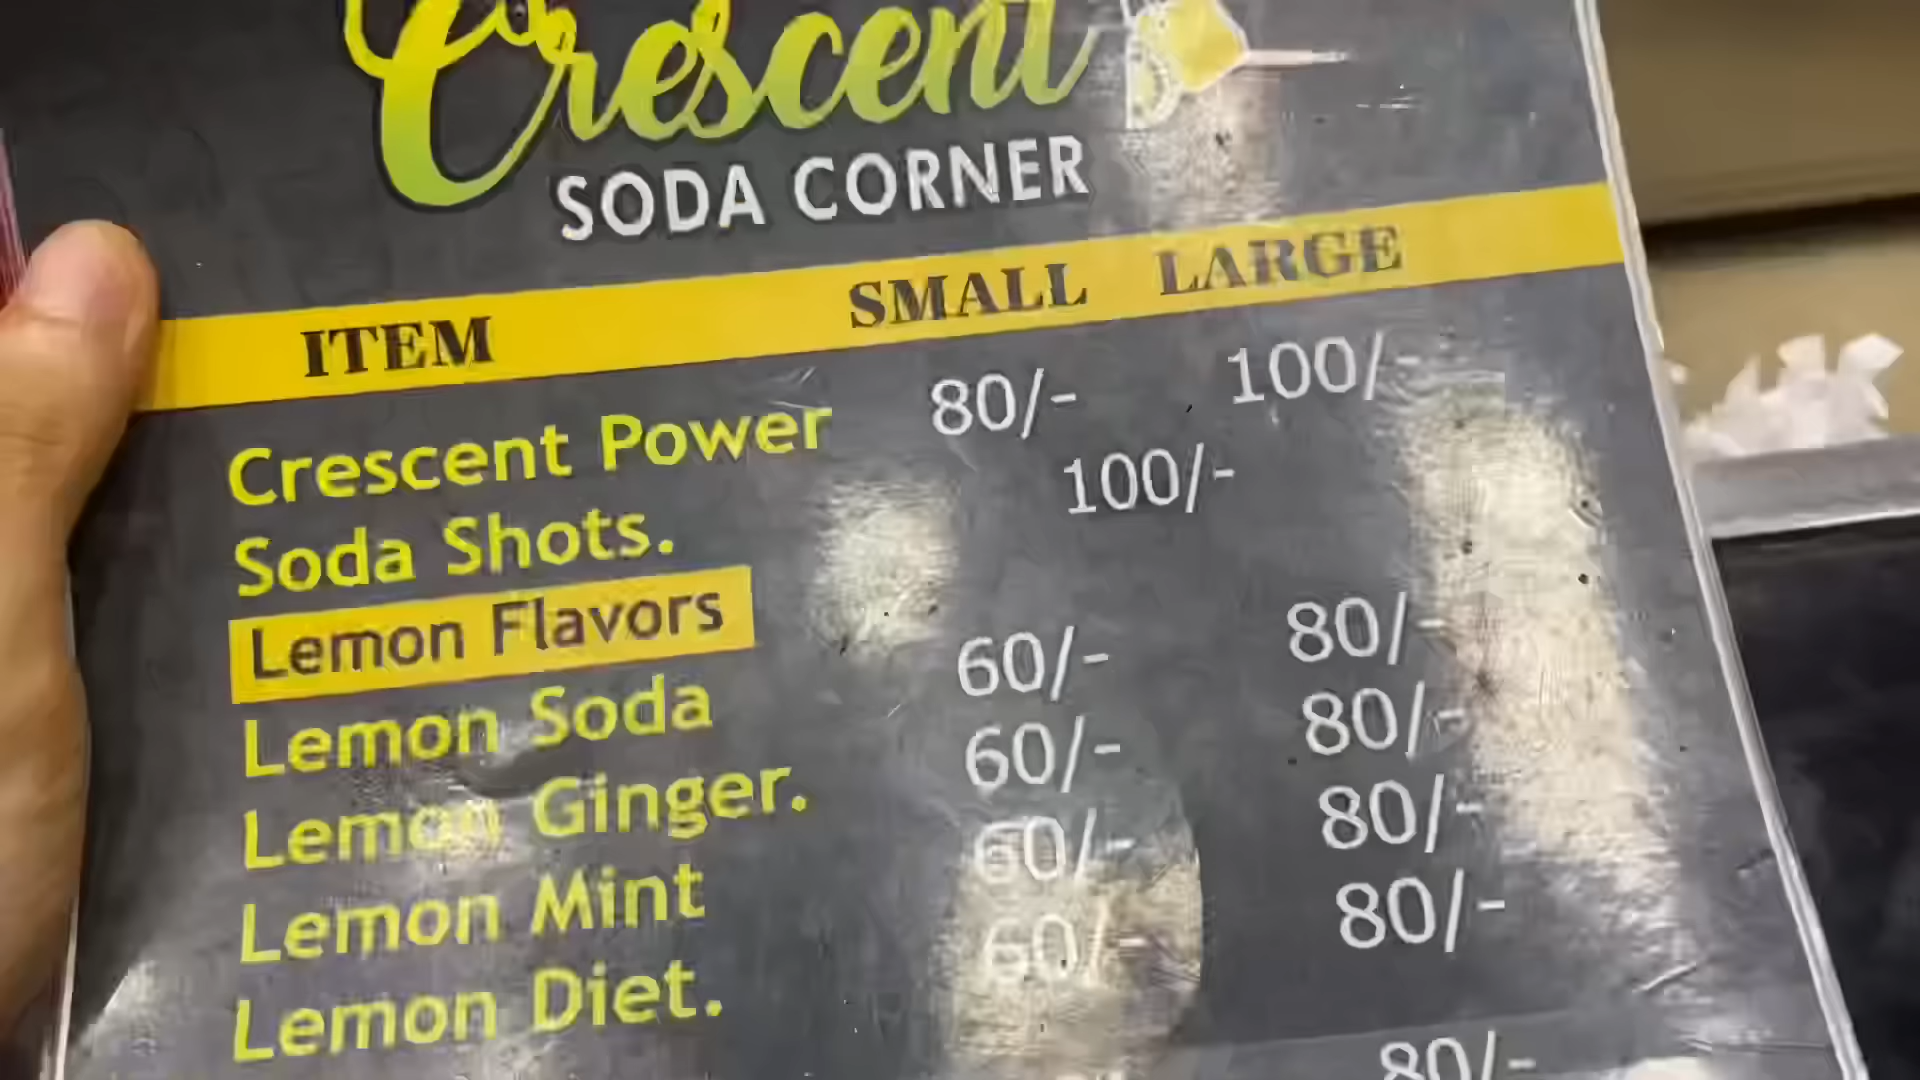 Crescent
SODA CORNER
ITEM SMALL LARGE
Crescent Power 80/- 100/-
Soda Shots. 100/-
Lemon Flavors
Lemon Soda 60/- 80/-
Lemon Ginger. 60/- 80/-
Lemon Mint 60/- 80/-
Lemon Diet. 60/- 80/-
80/-